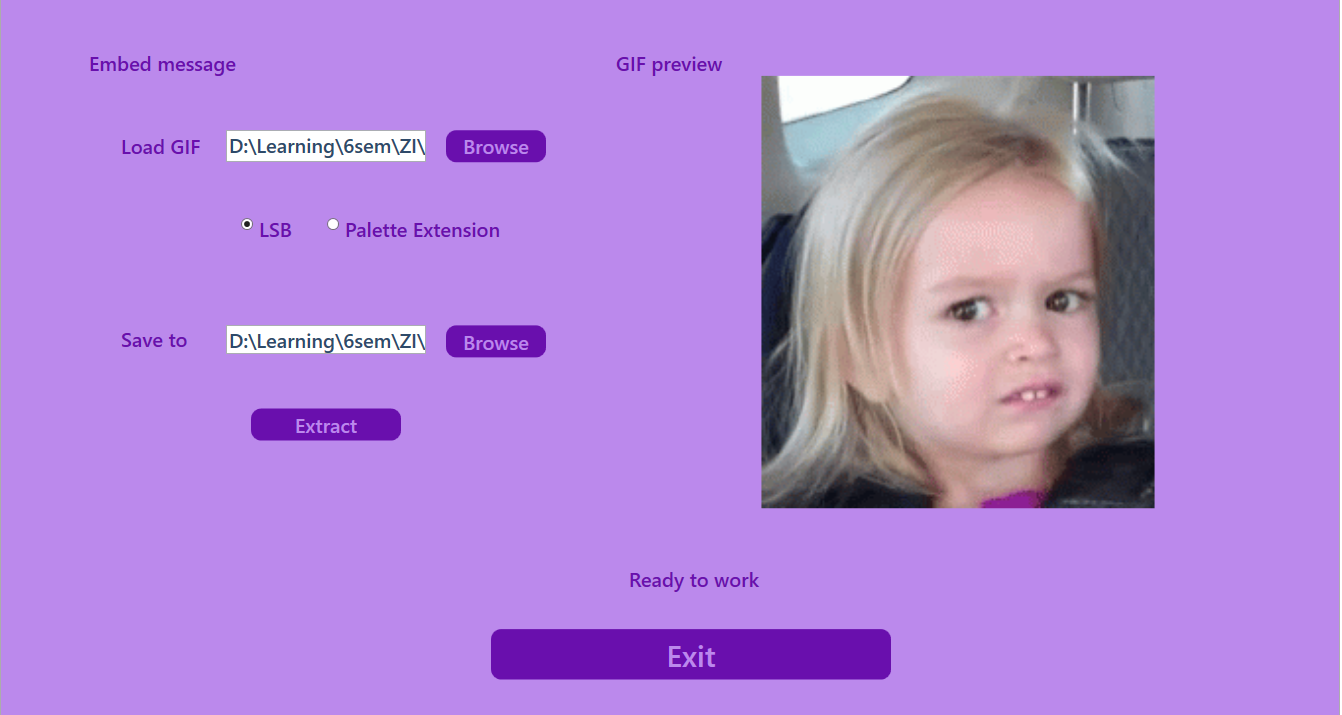 Embed message
GIF preview
Load GIF
D:\Learning\6sem\ZI\
Browse
LSB
Palette Extension
Save to
D:\Learning\6sem\ZI\
Browse
Extract
Ready to work
Exit